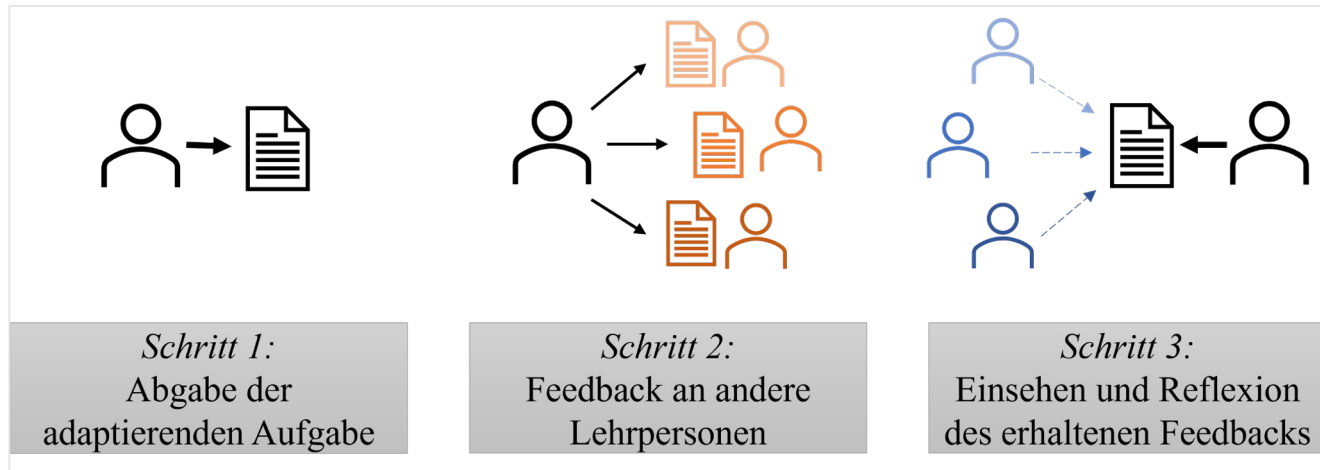 Schritt 1:
Abgabe der
adaptierenden Aufgabe
Schritt 2:
Feedback an andere
Lehrpersonen
Schritt 3:
Einsehen und Reflexion
des erhaltenen Feedbacks